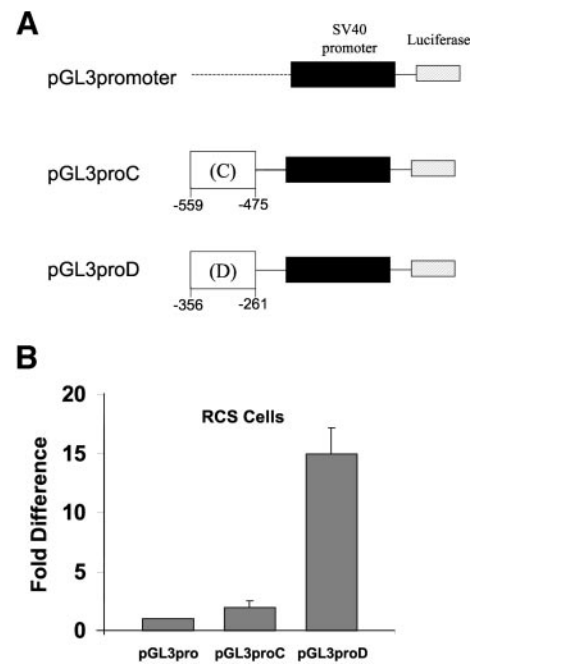 A
SV40
promoter
Luciferase
pGL3promoter
pGL3proC
(C)
-559
-475
pGL3proD
(D)
-356
-261
B
20
RCS Cells
15
10
5
0
Fold Difference
pGL3pro
pGL3proC
pGL3proD